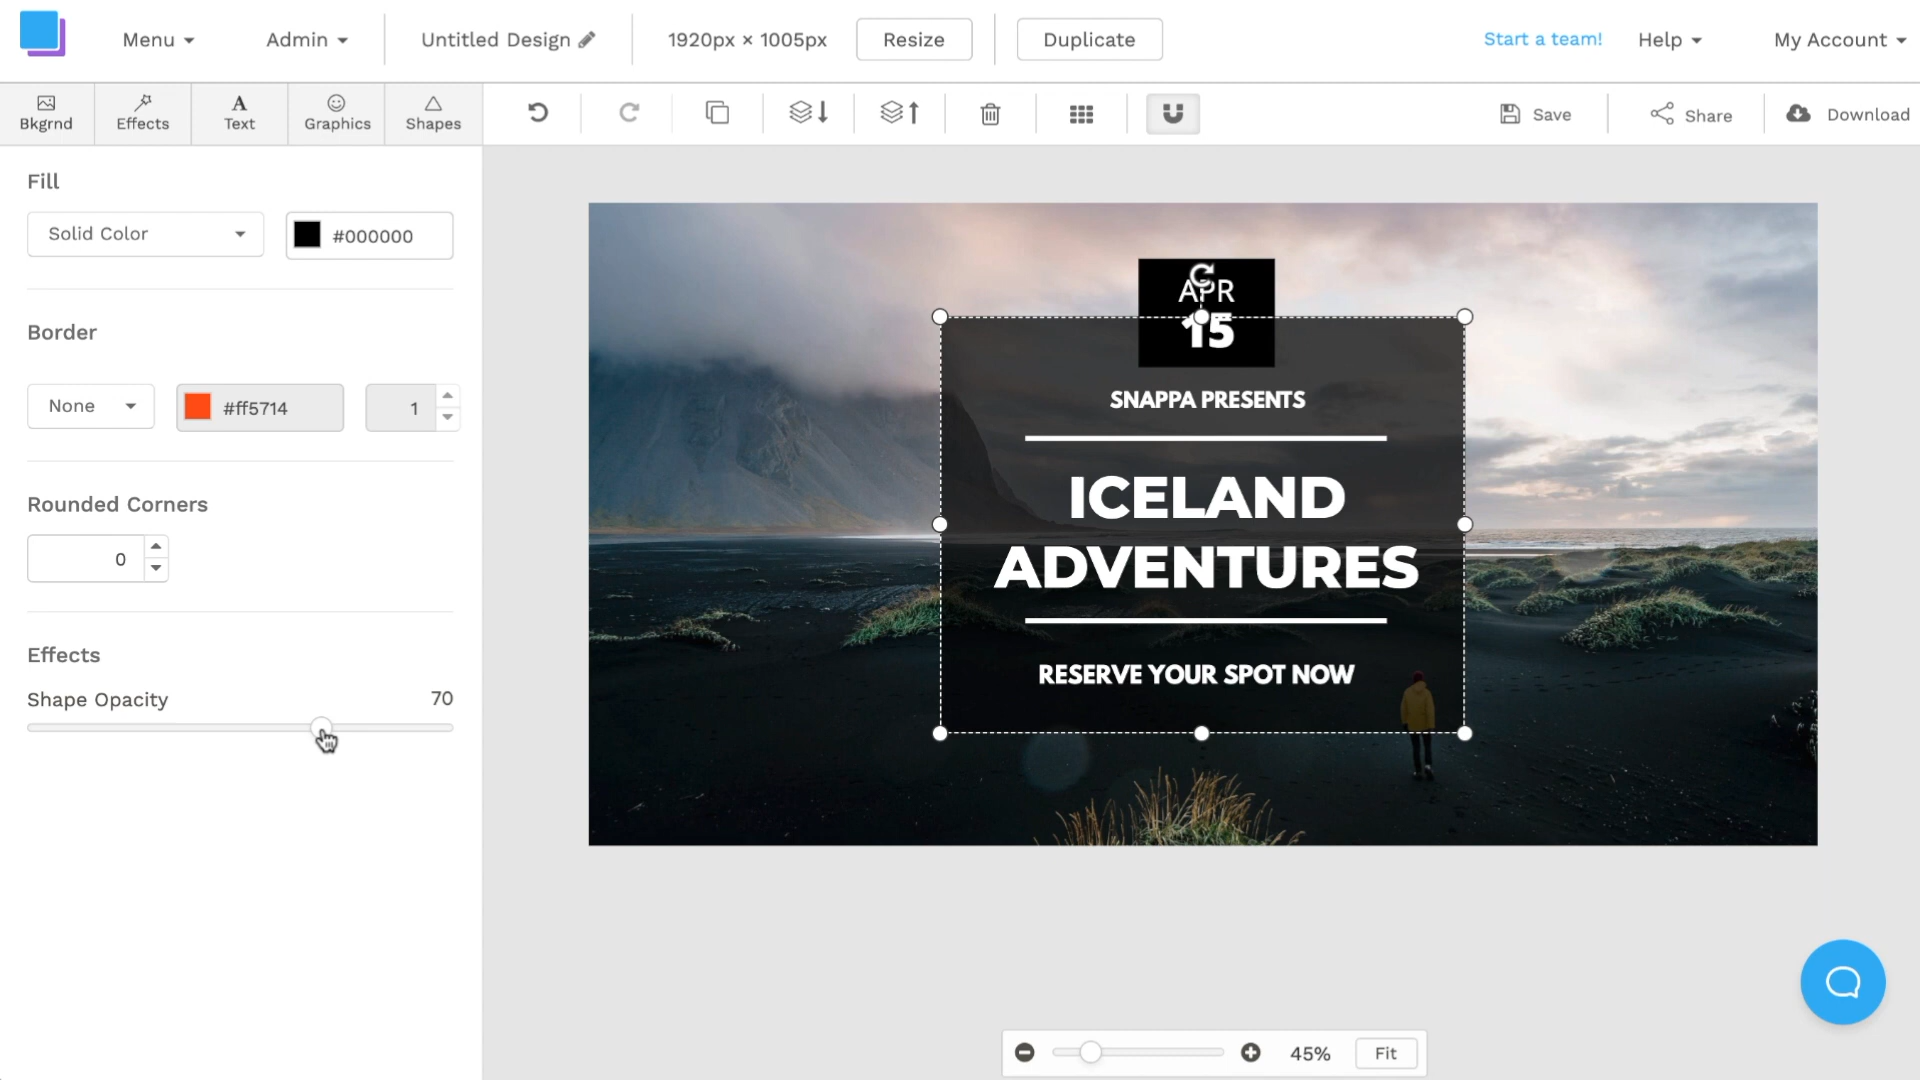 Menu Admin Untitled Design 1920px × 1005px Resize Duplicate Start a team! Help My Account
Bkgrnd Effects Text Graphics Shapes Save Share Download
Fill
Solid Color #000000
Border
None #ff5714 1
Rounded Corners
0
Effects
Shape Opacity 70
APR
15
SNAPPA PRESENTS
ICELAND
ADVENTURES
RESERVE YOUR SPOT NOW
45% Fit